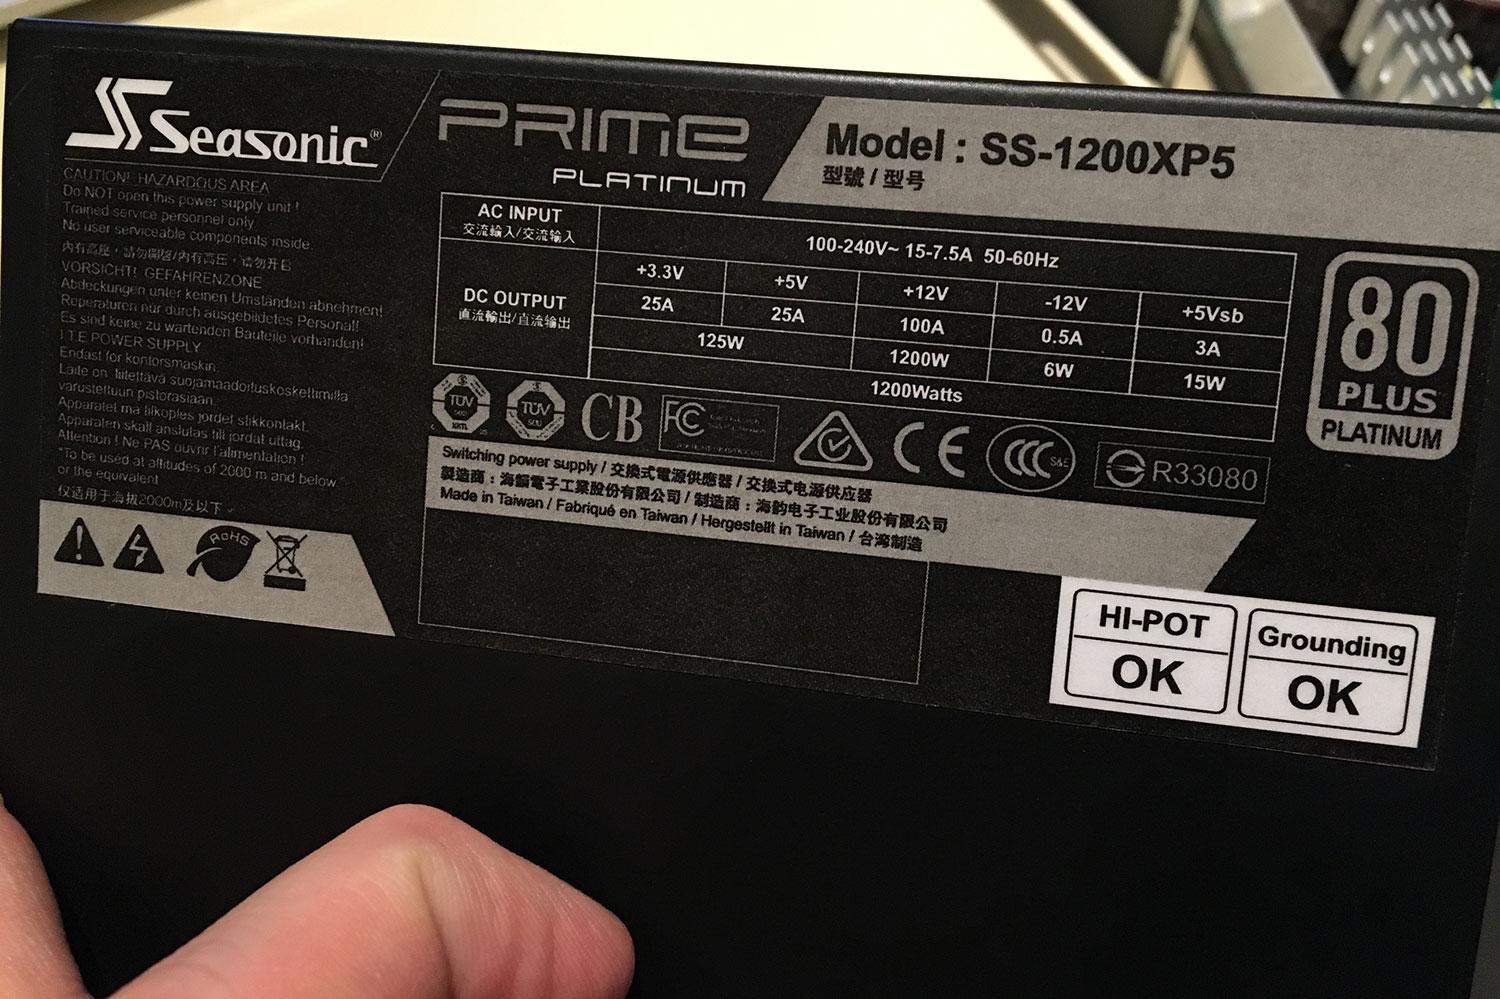 Seasonic®
PRIME
PLATINUM
Model : SS-1200XP5
型號 / 型号
CAUTION! HAZARDOUS AREA
Do NOT open this power supply unit !
Trained service personnel only
No user serviceable components inside.
內有高壓，請勿開啓/内有高压，请勿开启
VORSICHT! GEFAHRENZONE
Abdeckungen unter keinen Umständen abnehmen!
Reperaturen nur durch ausgebildetes Personal!
Es sind keine zu wartenden Bauteile vorhanden!
I.T.E POWER SUPPLY
Endast for kontorsmaskin.
Laite on liitettävä suojamaadoituskoskettimilla
varustettuun pistorasiaan.
Apparatet ma tilkoples jordet stikkontakt.
Apparaten skall anslutas till jordat uttag.
Attention ! Ne PAS ouvrir l'alimentation !
"To be used at altitudes of 2000 m and below"
or the equivalent
仅适用于海拔2000m及以下
AC INPUT
交流輸入/交流输入
100-240V~ 15-7.5A 50-60Hz
DC OUTPUT
直流輸出/直流输出
+3.3V +5V +12V -12V +5Vsb
25A 25A 100A 0.5A 3A
125W 1200W 6W 15W
1200Watts
80
PLUS
PLATINUM
TÜV TÜV SÜD CB FC CE CCC S&E R33080
Switching power supply / 交換式電源供應器 / 交換式电源供应器
製造商：海韻電子工業股份有限公司 / 制造商：海韵电子工业股份有限公司
Made in Taiwan / Fabriqué en Taiwan / Hergestellt in Taiwan / 台湾制造
RoHS
HI-POT
OK
Grounding
OK